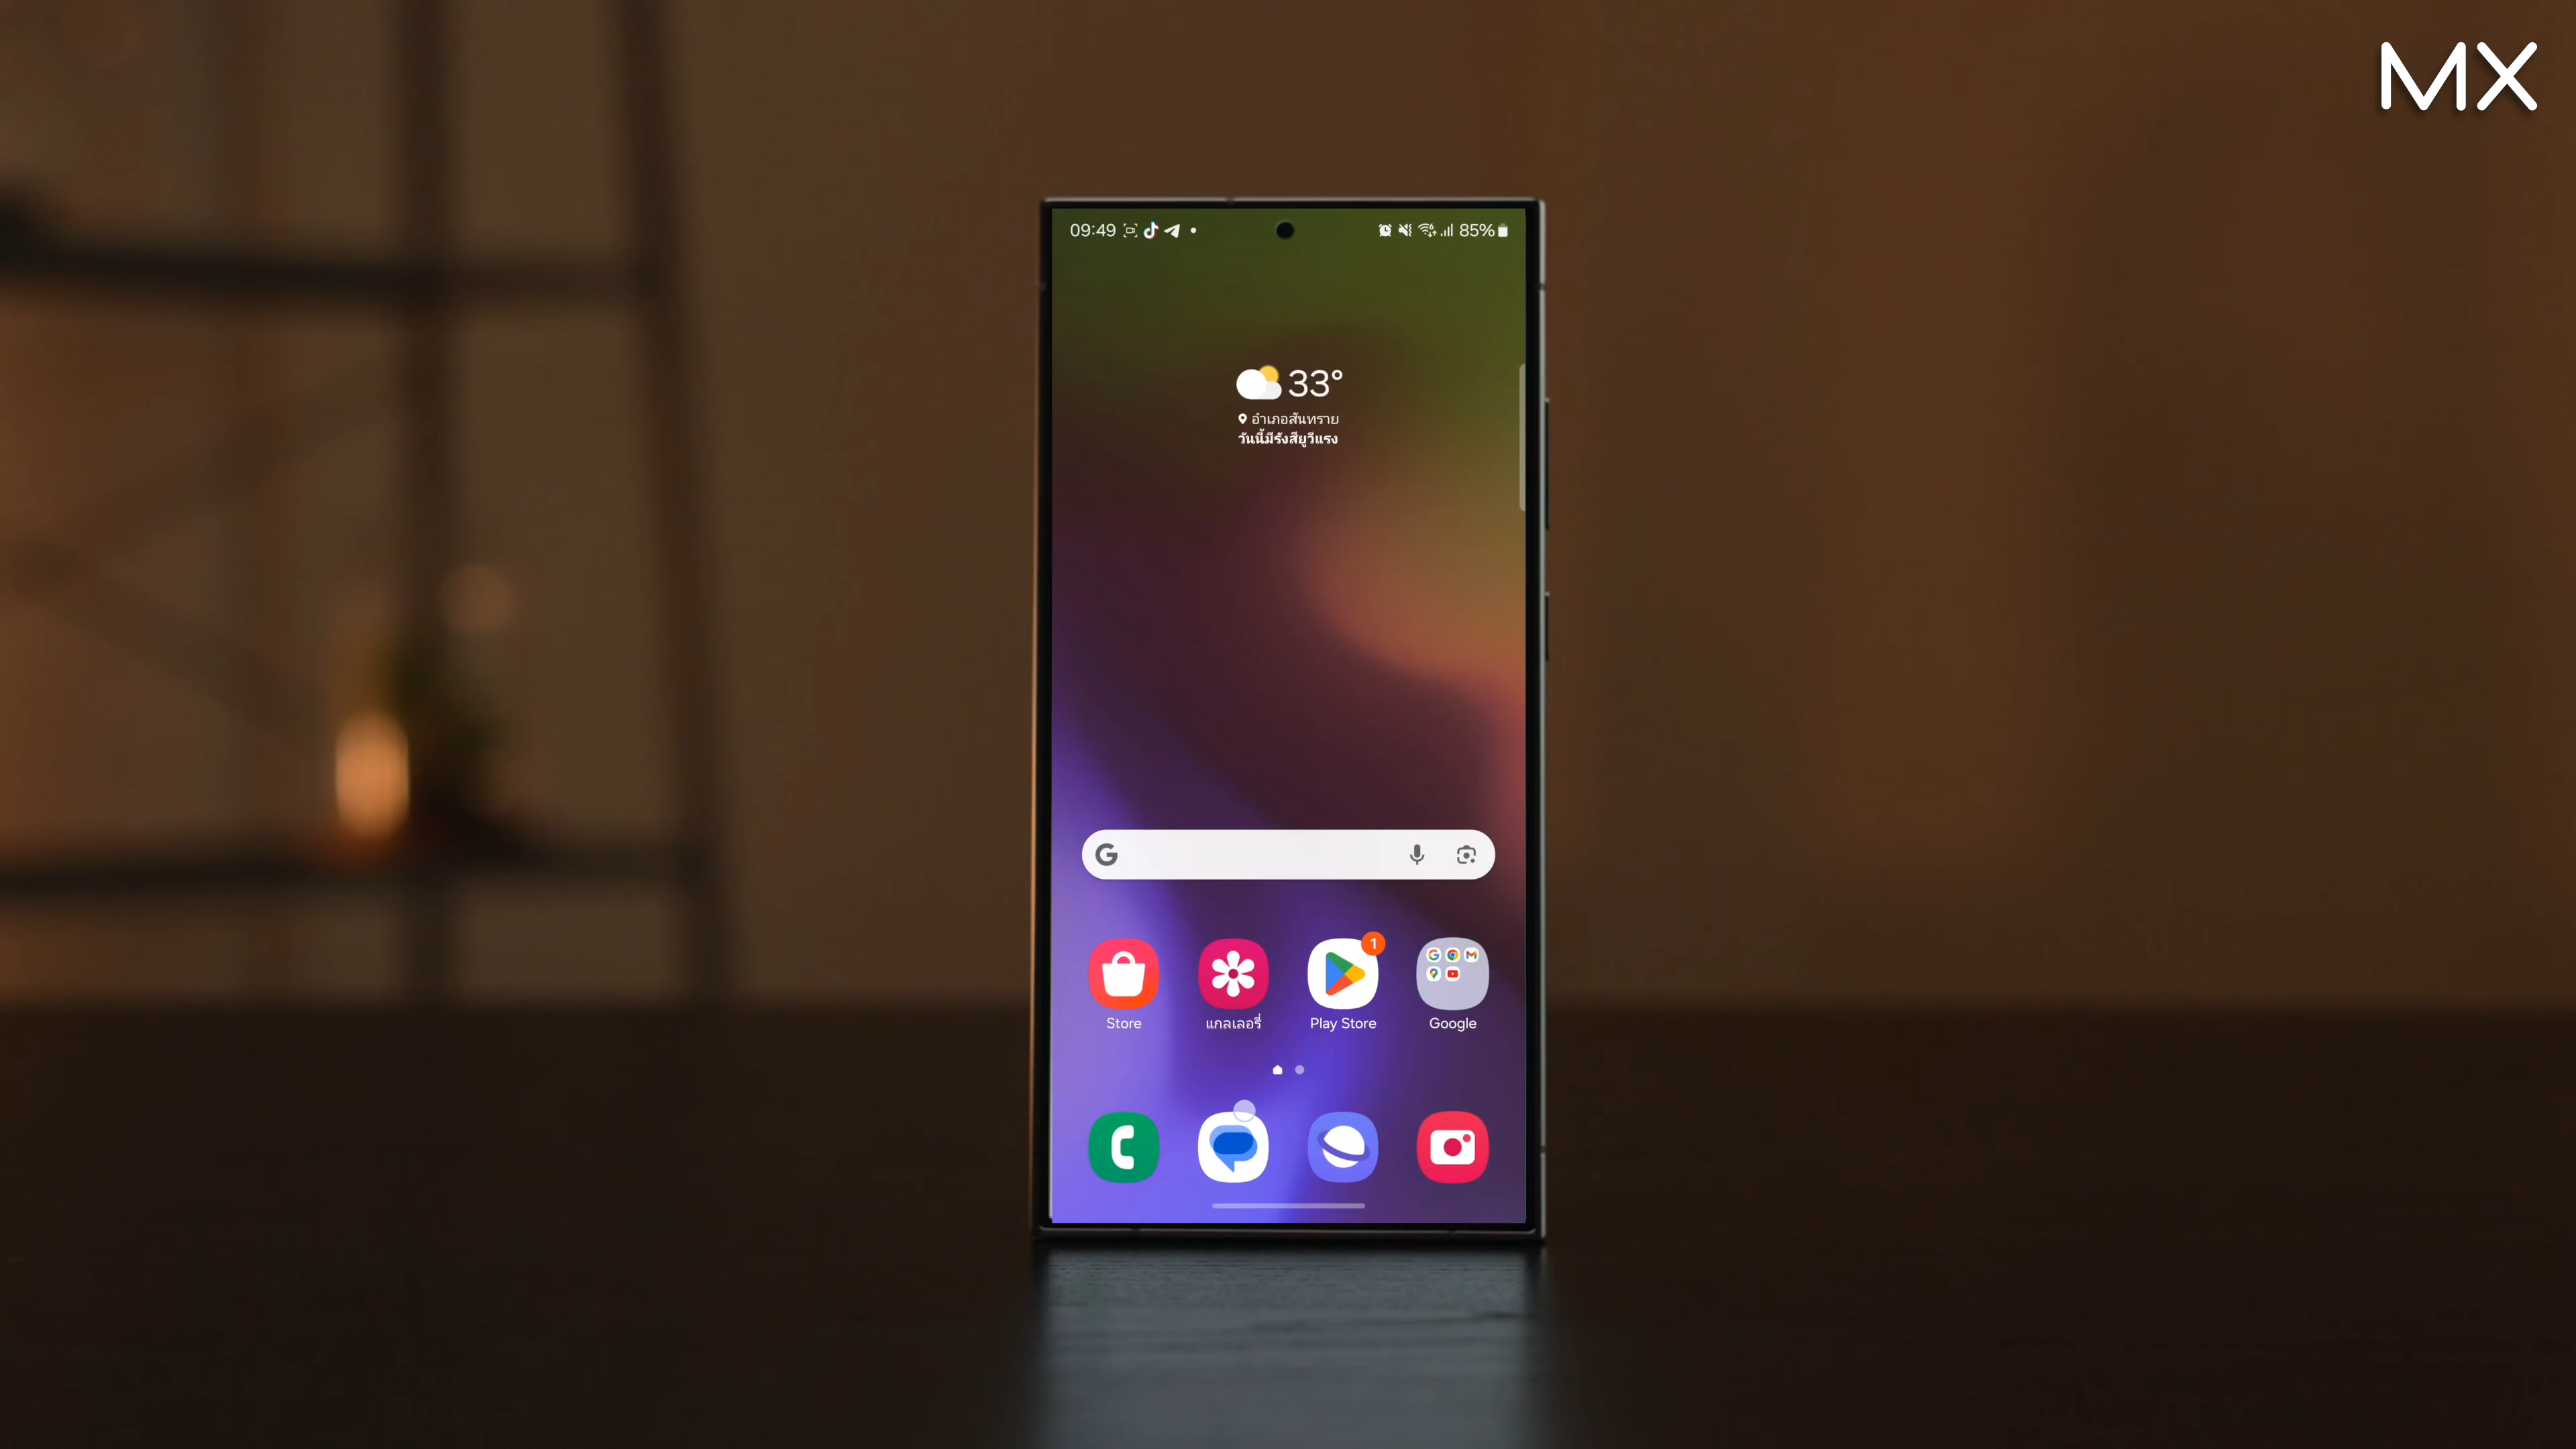 MX
09:49
85%
33°
อำเภอสันทราย
วันนี้มีรังสียูวีแรง
1
Store
แกลเลอรี่
Play Store
Google